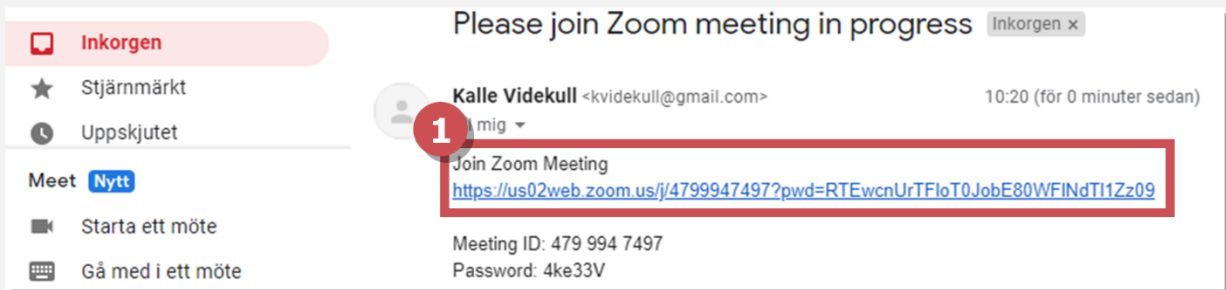 Please join Zoom meeting in progress Inkorgen ×
Inkorgen
Stjärnmärkt
Uppskjutet
Meet Nytt
Starta ett möte
Gå med i ett möte
Kalle Videkull <kvidekull@gmail.com> 10:20 (för 0 minuter sedan)
1 mig
Join Zoom Meeting
https://us02web.zoom.us/j/4799947497?pwd=RTEwcnUrTFIoT0JobE80WFlNdTl1Zz09
Meeting ID: 479 994 7497
Password: 4ke33V